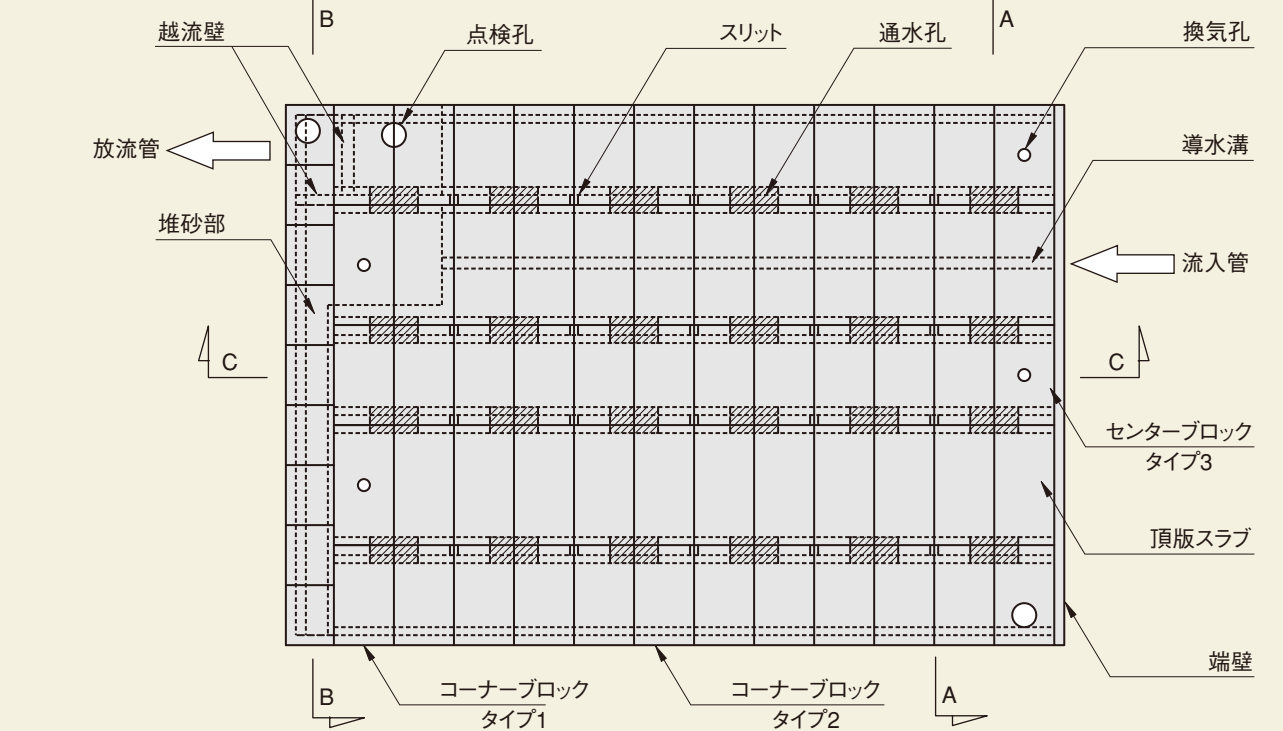 B
A
越流壁
点検孔
スリット
通水孔
換気孔
放流管
導水溝
堆砂部
流入管
C
C
センターブロック
タイプ3
頂版スラブ
端壁
B
コーナーブロック
タイプ1
コーナーブロック
タイプ2
A